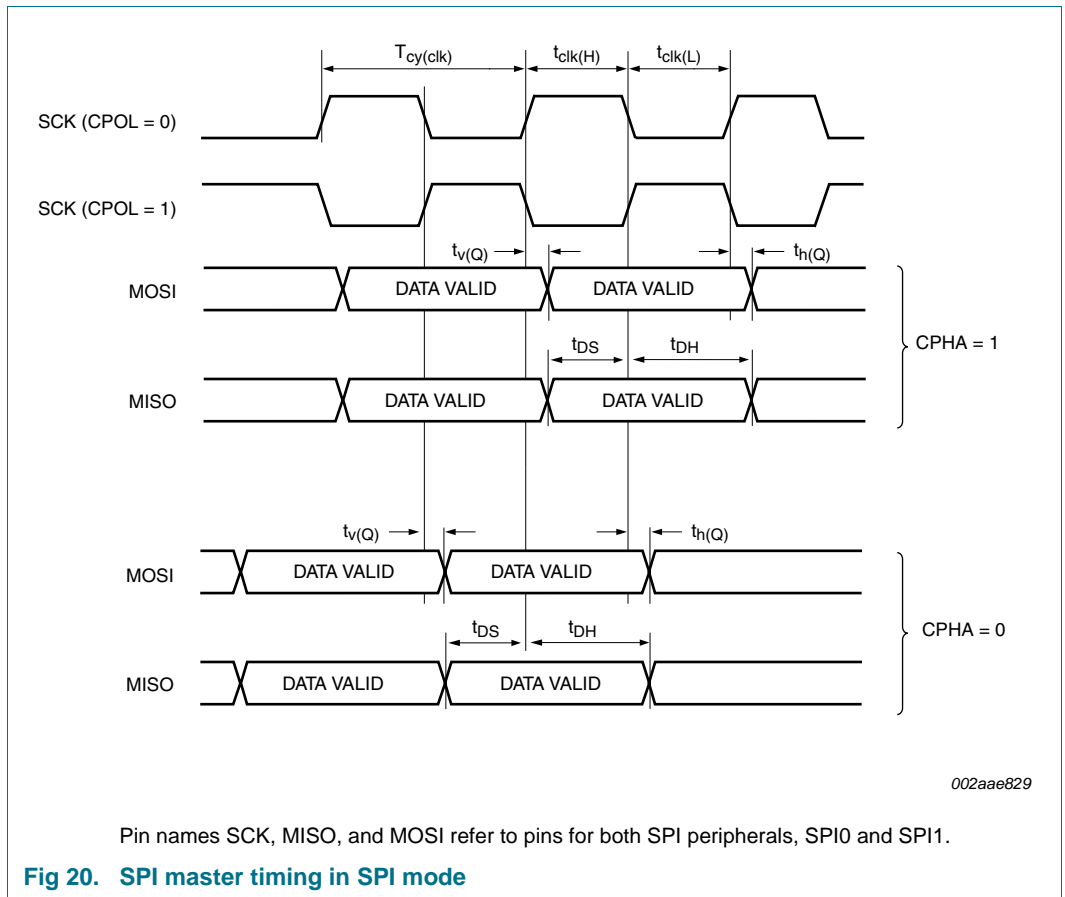 Tcy(clk) tclk(H) tclk(L)
SCK (CPOL = 0)
SCK (CPOL = 1)
tv(Q) th(Q)
MOSI DATA VALID DATA VALID
CPHA = 1
tDS tDH
MISO DATA VALID DATA VALID
tv(Q) th(Q)
MOSI DATA VALID DATA VALID
CPHA = 0
tDS tDH
MISO DATA VALID DATA VALID
002aae829
Pin names SCK, MISO, and MOSI refer to pins for both SPI peripherals, SPI0 and SPI1.
Fig 20. SPI master timing in SPI mode